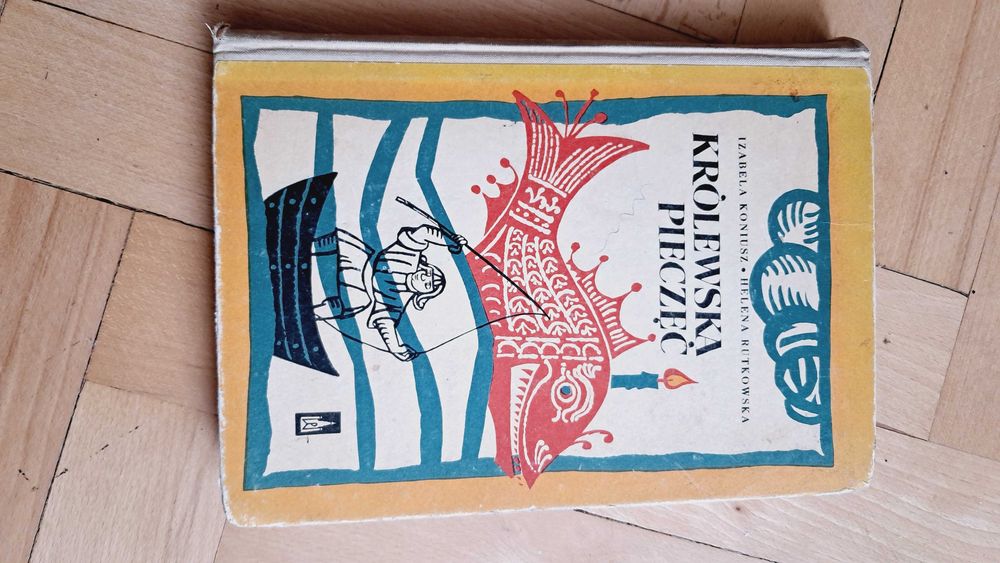 IZABELA KONIUSZ • HELENA RUTKOWSKA
KRÓLEWSKA
PIECZĘĆ